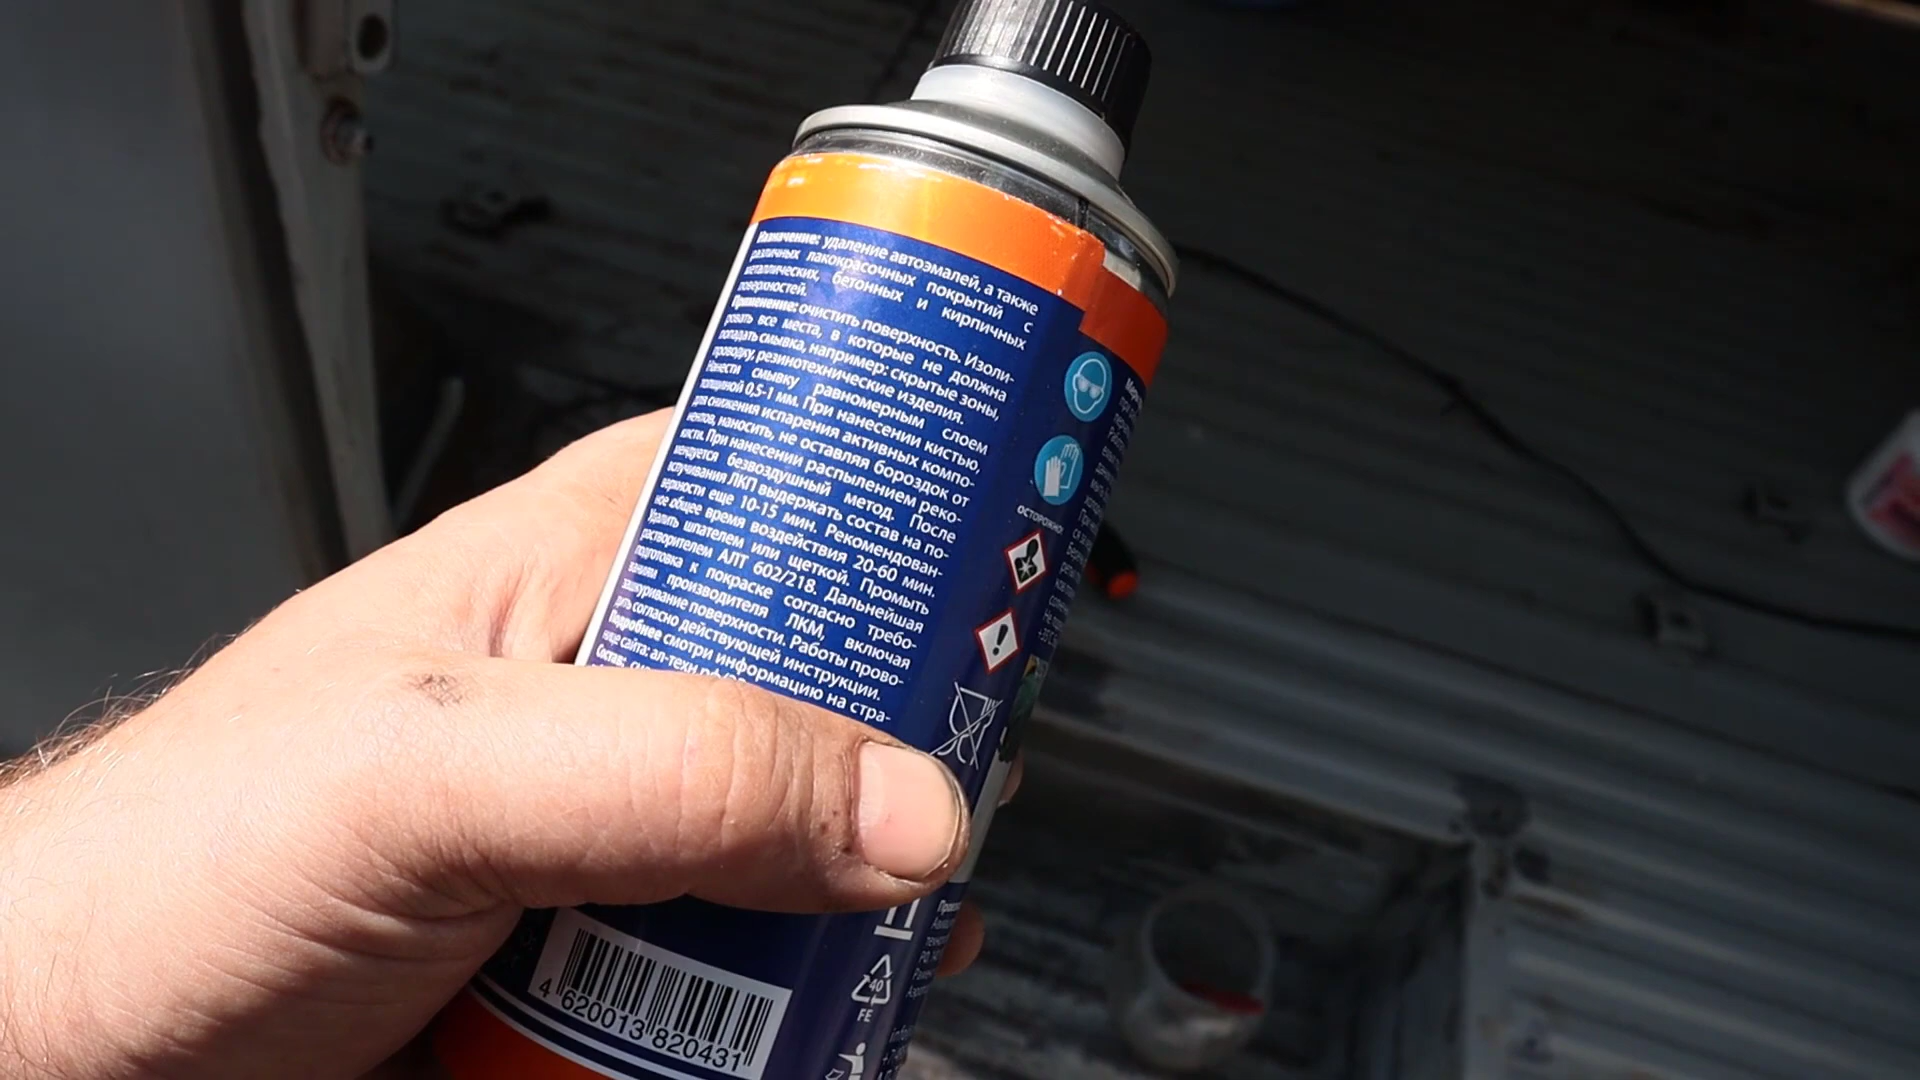 Назначение: удаление автоэмалей, а также
различных лакокрасочных покрытий с
металлических, бетонных и кирпичных
поверхностей.
Применение: очистить поверхность. Изоли-
ровать все места, в которые не должна
попадать смывка, например: скрытые зоны,
проводку, резинотехнические изделия.
Нанести смывку равномерным слоем
толщиной 0,5-1 мм. При нанесении кистью,
для снижения испарения активных компо-
нентов, наносить, не оставляя бороздок от
кисти. При нанесении распылением реко-
мендуется безвоздушный метод. После
вспучивания ЛКП выдержать состав на по-
верхности еще 10-15 мин. Рекомендован-
ное общее время воздействия 20-60 мин.
Удалить шпателем или щеткой. Промыть
растворителем АЛТ 602/218. Дальнейшая
подготовка к покраске согласно требо-
ваниям производителя ЛКМ, включая
зашкуривание поверхности. Работы прово-
дить согласно действующей инструкции.
Подробнее смотри информацию на стра-
нице сайта: ал-техн.рф
Состав:
ОСТОРОЖНО
40
FE
4 620013 820431